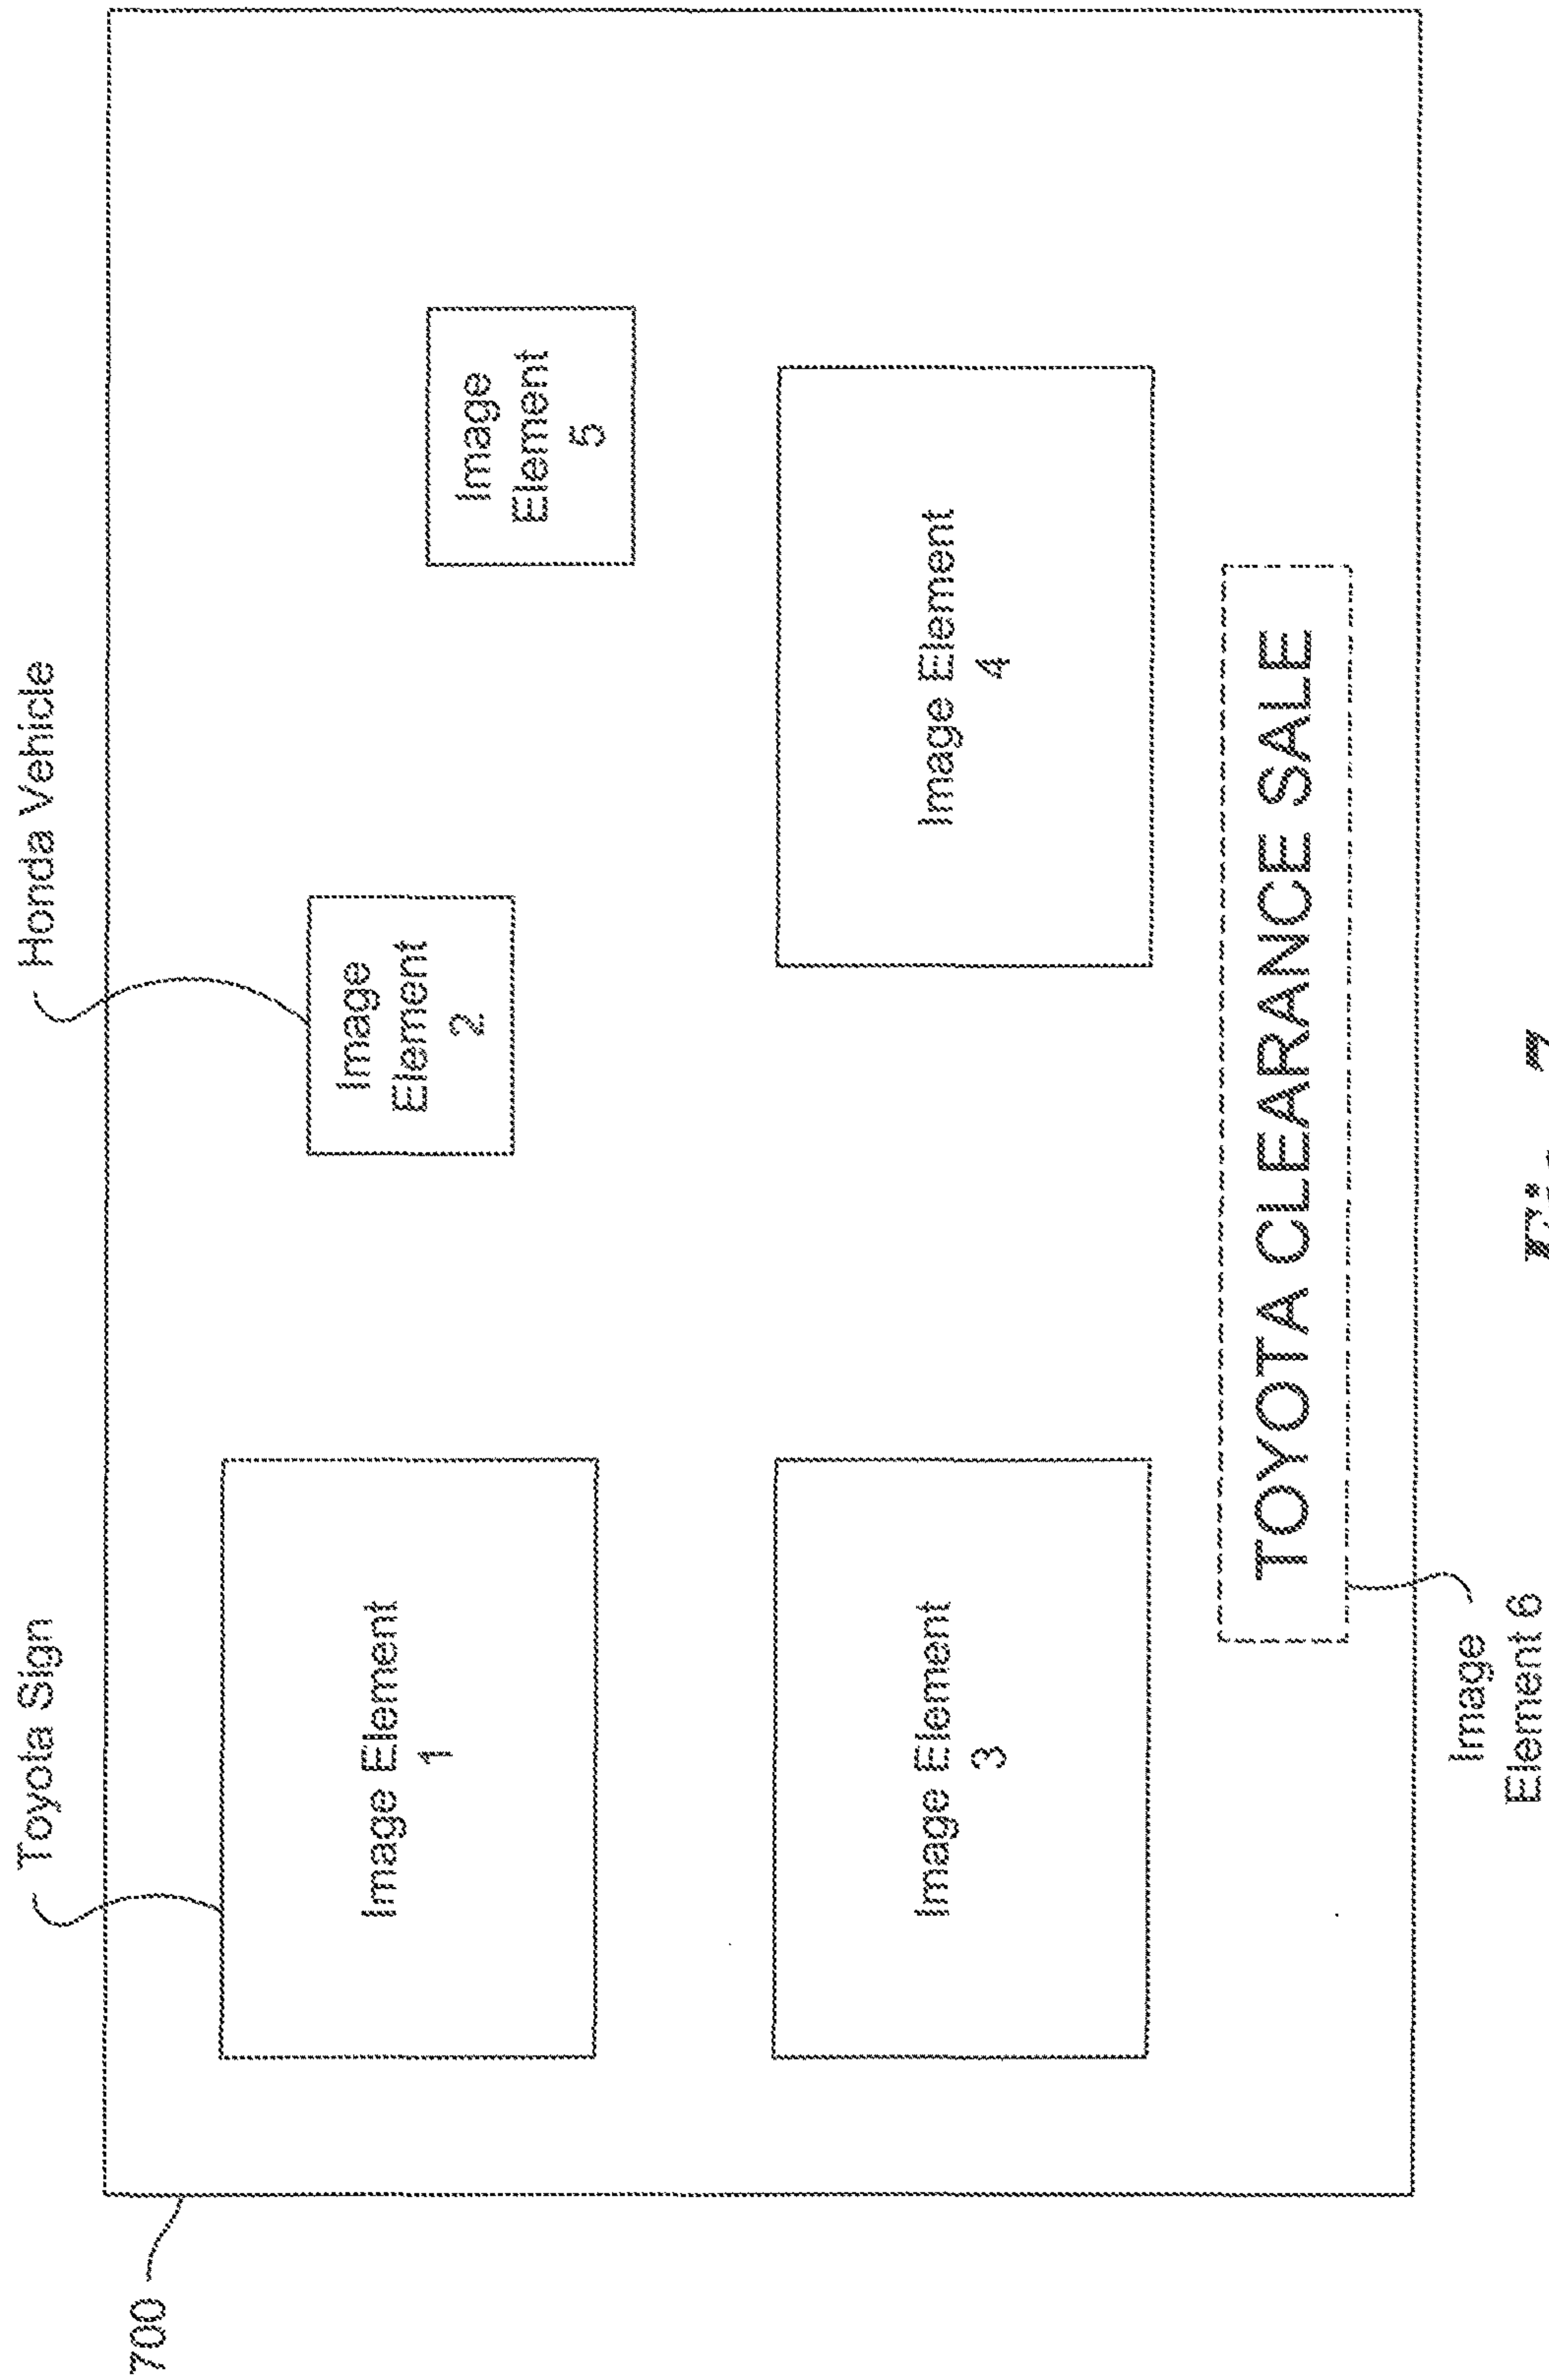 700
Toyota Sign
Honda Vehicle
Image Element
1
Image
Element
2
Image
Element
5
Image Element
3
Image Element
4
TOYOTA CLEARANCE SALE
Image
Element 6